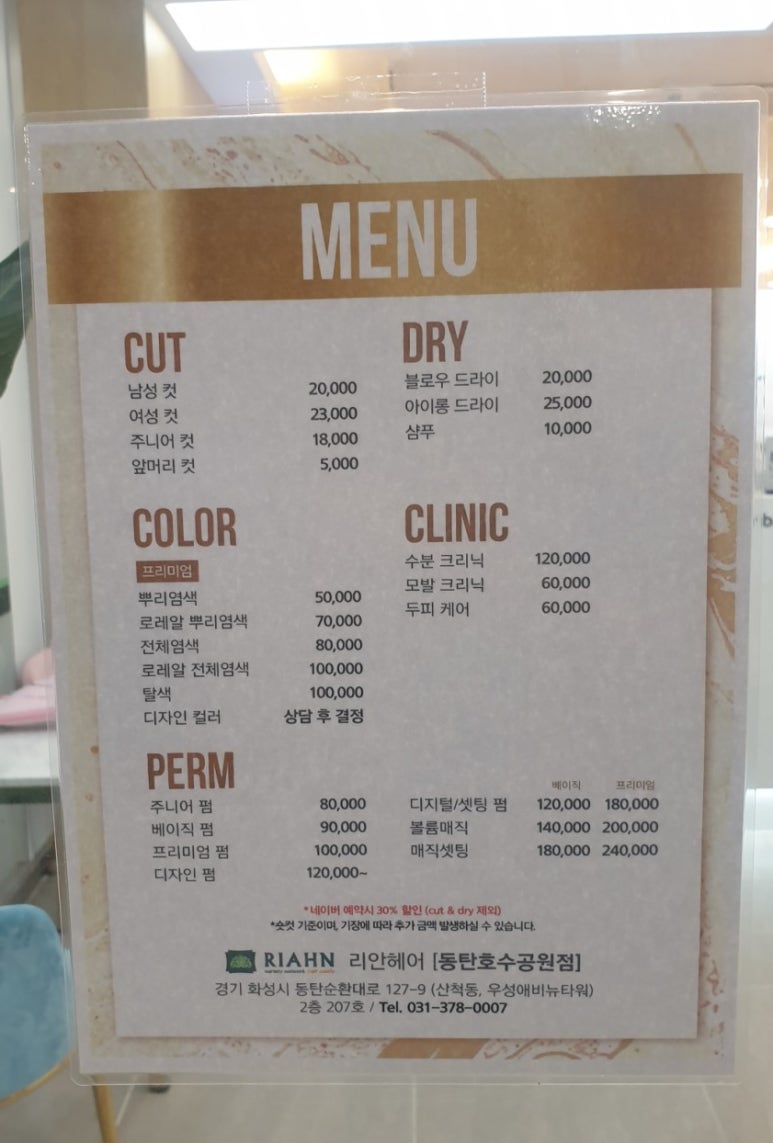 MENU
CUT
남성 컷 20,000
여성 컷 23,000
주니어 컷 18,000
앞머리 컷 5,000
DRY
블로우 드라이 20,000
아이롱 드라이 25,000
샴푸 10,000
COLOR
프리미엄
뿌리염색 50,000
로레알 뿌리염색 70,000
전체염색 80,000
로레알 전체염색 100,000
탈색 100,000
디자인 컬러 상담 후 결정
CLINIC
수분 크리닉 120,000
모발 크리닉 60,000
두피 케어 60,000
PERM
주니어 펌 80,000
베이직 펌 90,000
프리미엄 펌 100,000
디자인 펌 120,000~
베이직 프리미엄
디지털/셋팅 펌 120,000 180,000
볼륨매직 140,000 200,000
매직셋팅 180,000 240,000
*네이버 예약시 30% 할인 (cut & dry 제외)
*숏컷 기준이며, 기장에 따라 추가 금액 발생하실 수 있습니다.
RIAHN 리안헤어 [동탄호수공원점]
경기 화성시 동탄순환대로 127-9 (산척동, 우성애비뉴타워)
2층 207호 / Tel. 031-378-0007